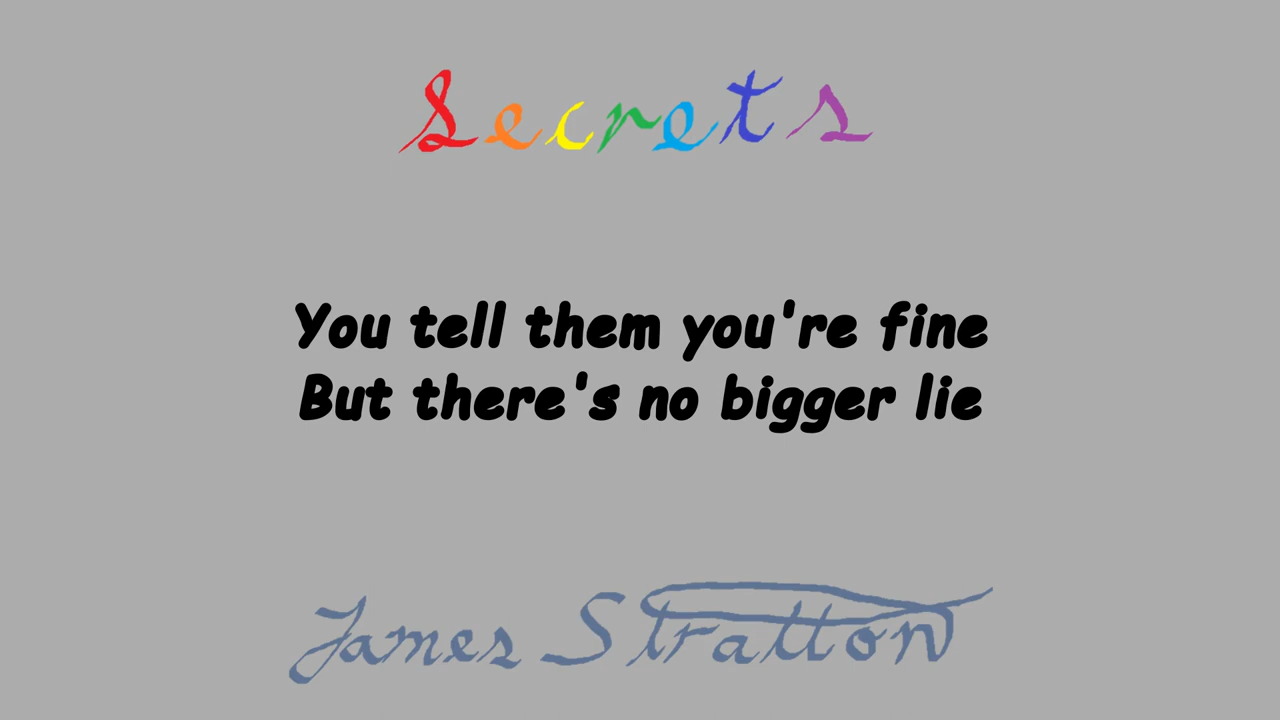 Secrets
You tell them you're fine
But there's no bigger lie
James Stratton